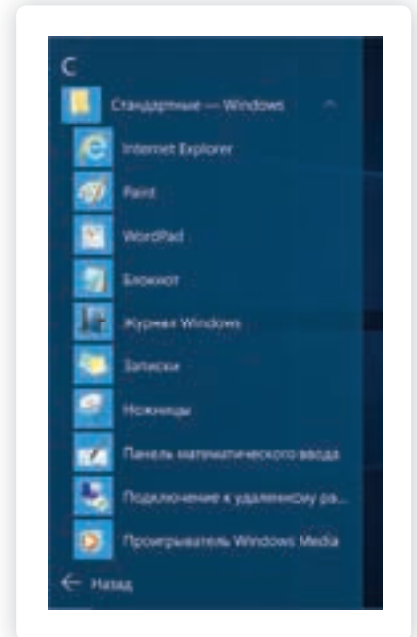 С
Стандартные — Windows
Internet Explorer
Paint
WordPad
Блокнот
Журнал Windows
Записки
Ножницы
Панель математического ввода
Подключение к удаленному ра...
Проигрыватель Windows Media
Назад